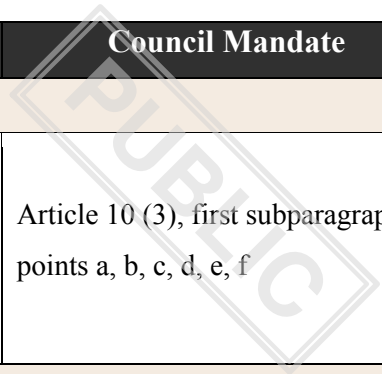 Council Mandate
Article 10 (3), first subparagrap
points a, b, c, d, e, f
PUBLIC